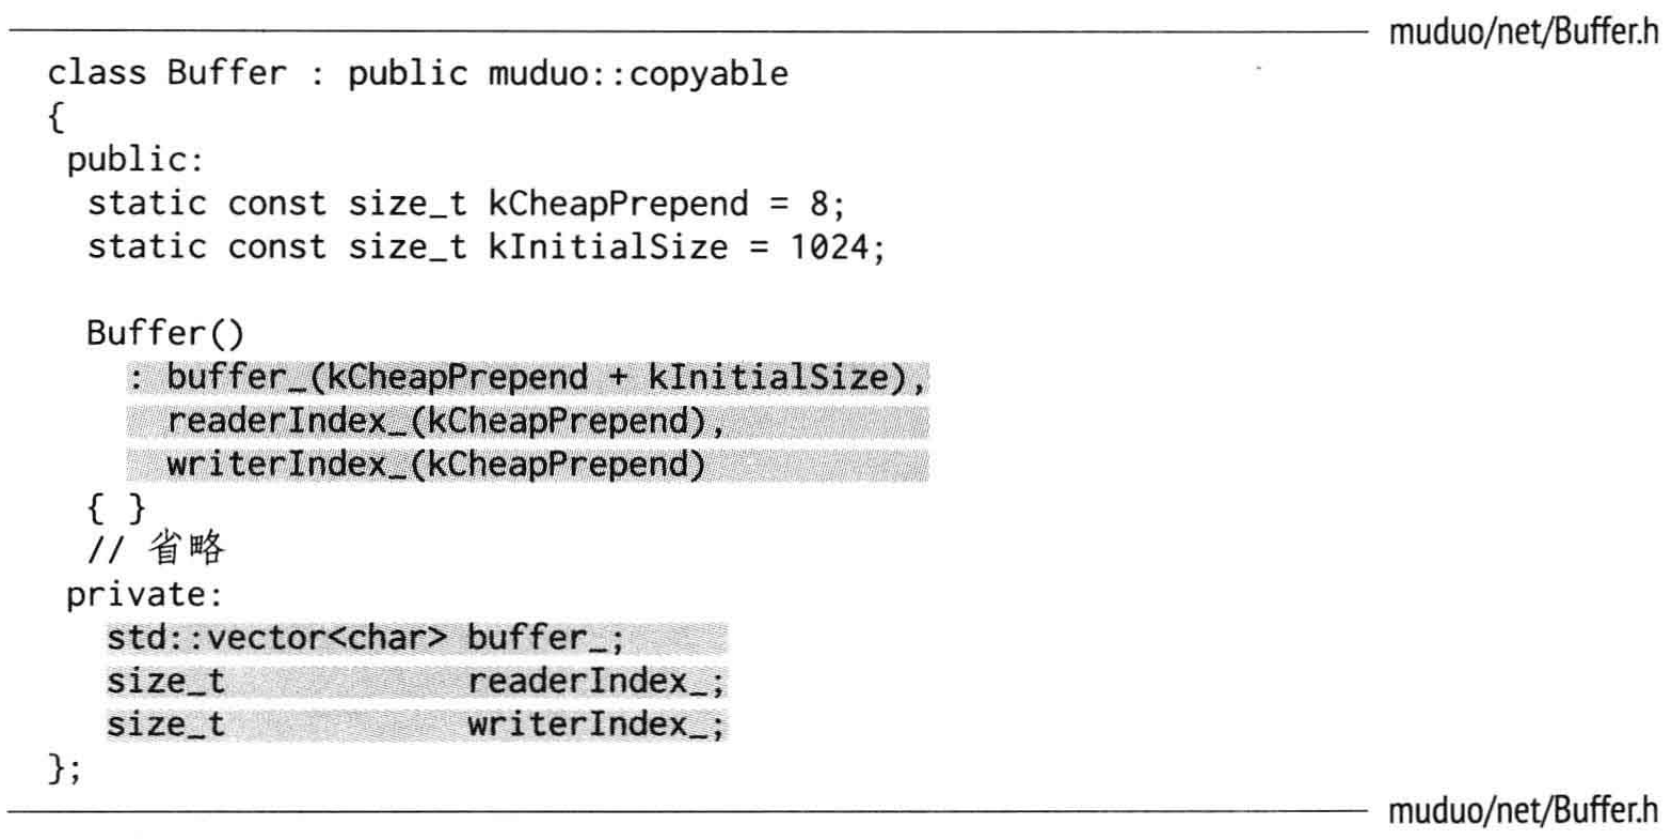 muduo/net/Buffer.h
class Buffer : public muduo::copyable
{
 public:
  static const size_t kCheapPrepend = 8;
  static const size_t kInitialSize = 1024;
  Buffer()
    : buffer_(kCheapPrepend + kInitialSize),
      readerIndex_(kCheapPrepend),
      writerIndex_(kCheapPrepend)
  { }
  // 省略
 private:
   std::vector<char> buffer_;
   size_t            readerIndex_;
   size_t            writerIndex_;
};
muduo/net/Buffer.h